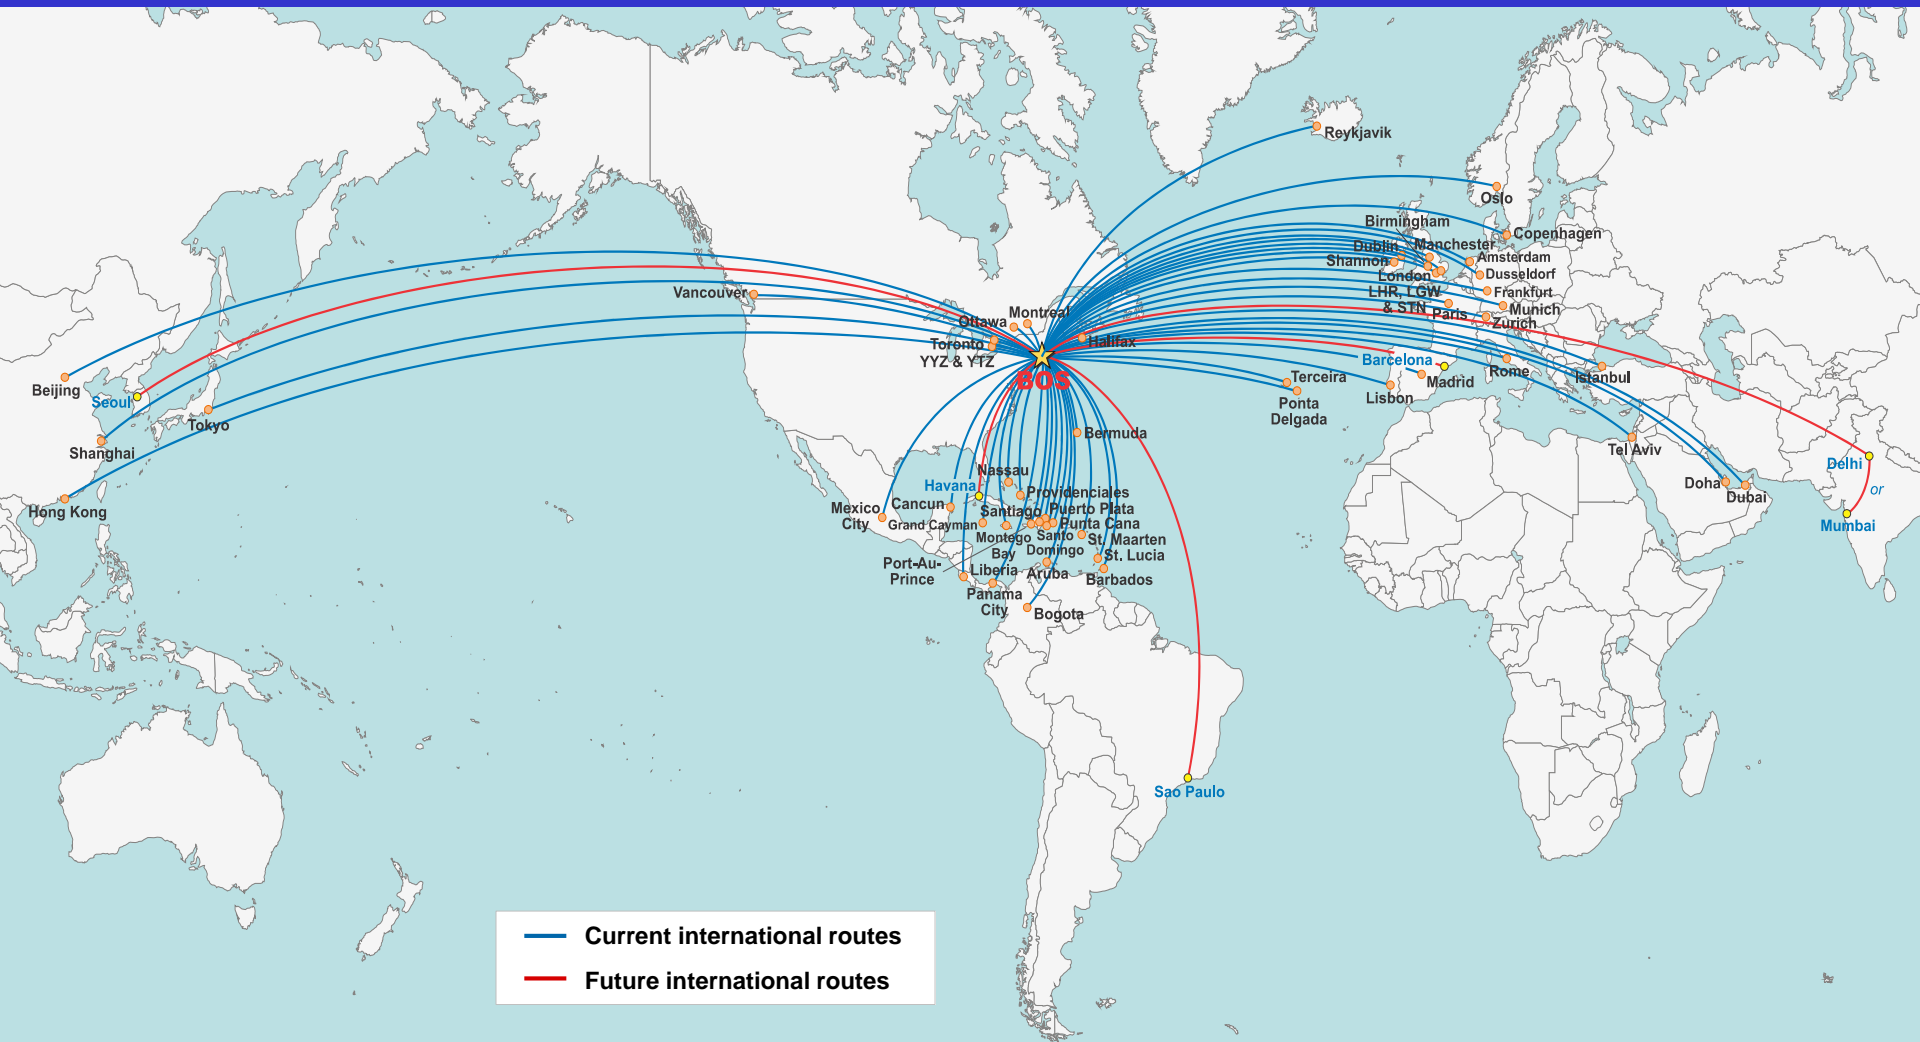 Reykjavik
Oslo
Birmingham
Copenhagen
Dublin
Manchester
Shannon
Amsterdam
London
Dusseldorf
LHR, LGW
& STN
Frankfurt
Paris
Munich
Zurich
Vancouver
Montreal
Ottawa
Toronto
YYZ & YTZ
Halifax
BOS
Barcelona
Madrid
Rome
Istanbul
Terceira
Ponta
Delgada
Lisbon
Beijing
Seoul
Tokyo
Shanghai
Hong Kong
Bermuda
Tel Aviv
Delhi
or
Mumbai
Doha
Dubai
Nassau
Havana
Providenciales
Mexico
City
Cancun
Grand Cayman
Santiago
Puerto Plata
Punta Cana
Montego
Bay
Santo
Domingo
St. Maarten
St. Lucia
Port-Au-
Prince
Liberia
Aruba
Barbados
Panama
City
Bogota
Sao Paulo
Current international routes
Future international routes